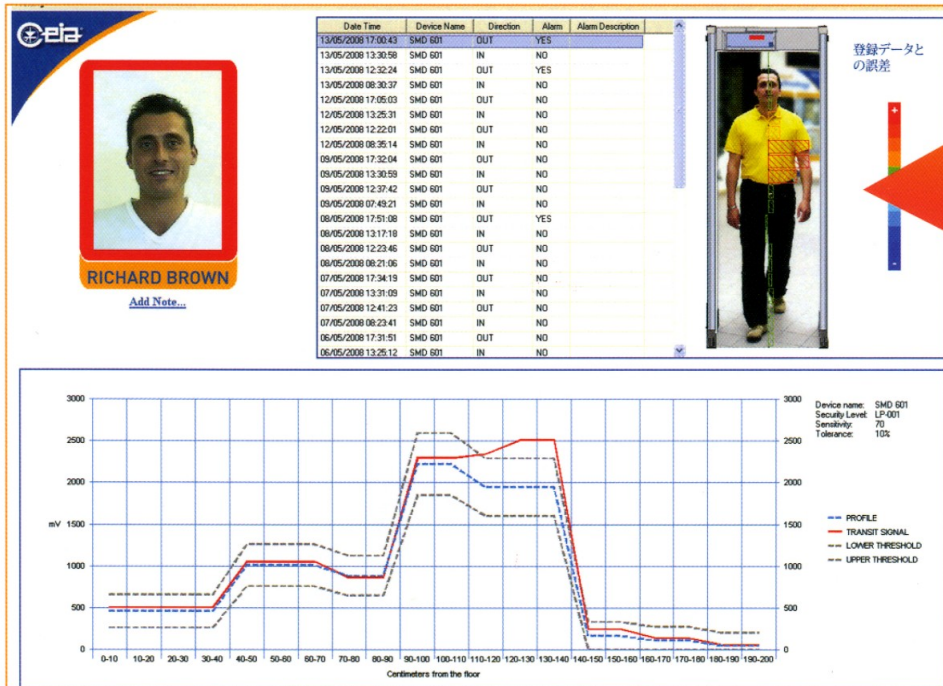 ceia
RICHARD BROWN
Add Note...
Date Time Device Name Direction Alarm Alarm Description
13/05/2008 17:00:43 SMD 601 OUT YES
13/05/2008 13:30:58 SMD 601 IN NO
13/05/2008 12:32:24 SMD 601 OUT YES
13/05/2008 08:30:37 SMD 601 IN NO
12/05/2008 17:05:03 SMD 601 OUT NO
12/05/2008 13:25:31 SMD 601 IN NO
12/05/2008 12:22:01 SMD 601 OUT NO
12/05/2008 08:35:14 SMD 601 IN NO
09/05/2008 17:32:04 SMD 601 OUT NO
09/05/2008 13:30:59 SMD 601 IN NO
09/05/2008 12:37:42 SMD 601 OUT NO
09/05/2008 07:49:21 SMD 601 IN NO
08/05/2008 17:51:08 SMD 601 OUT YES
08/05/2008 13:17:18 SMD 601 IN NO
08/05/2008 12:23:46 SMD 601 OUT NO
08/05/2008 08:21:06 SMD 601 IN NO
07/05/2008 17:34:19 SMD 601 OUT NO
07/05/2008 13:31:09 SMD 601 IN NO
07/05/2008 12:41:23 SMD 601 OUT NO
07/05/2008 08:23:41 SMD 601 IN NO
06/05/2008 17:31:51 SMD 601 OUT NO
06/05/2008 13:25:12 SMD 601 IN NO
登録データと
の誤差
+
-
3000 3000
2500 2500
2000 2000
mV 1500 1500
1000 1000
500 500
0 0
0-10 10-20 20-30 30-40 40-50 50-60 60-70 70-80 80-90 90-100 100-110 110-120 120-130 130-140 140-150 150-160 160-170 170-180 180-190 190-200
Centimeters from the floor
Device name: SMD 601
Security Level: LP-001
Sensitivity: 70
Tolerance: 10%
PROFILE
TRANSIT SIGNAL
LOWER THRESHOLD
UPPER THRESHOLD